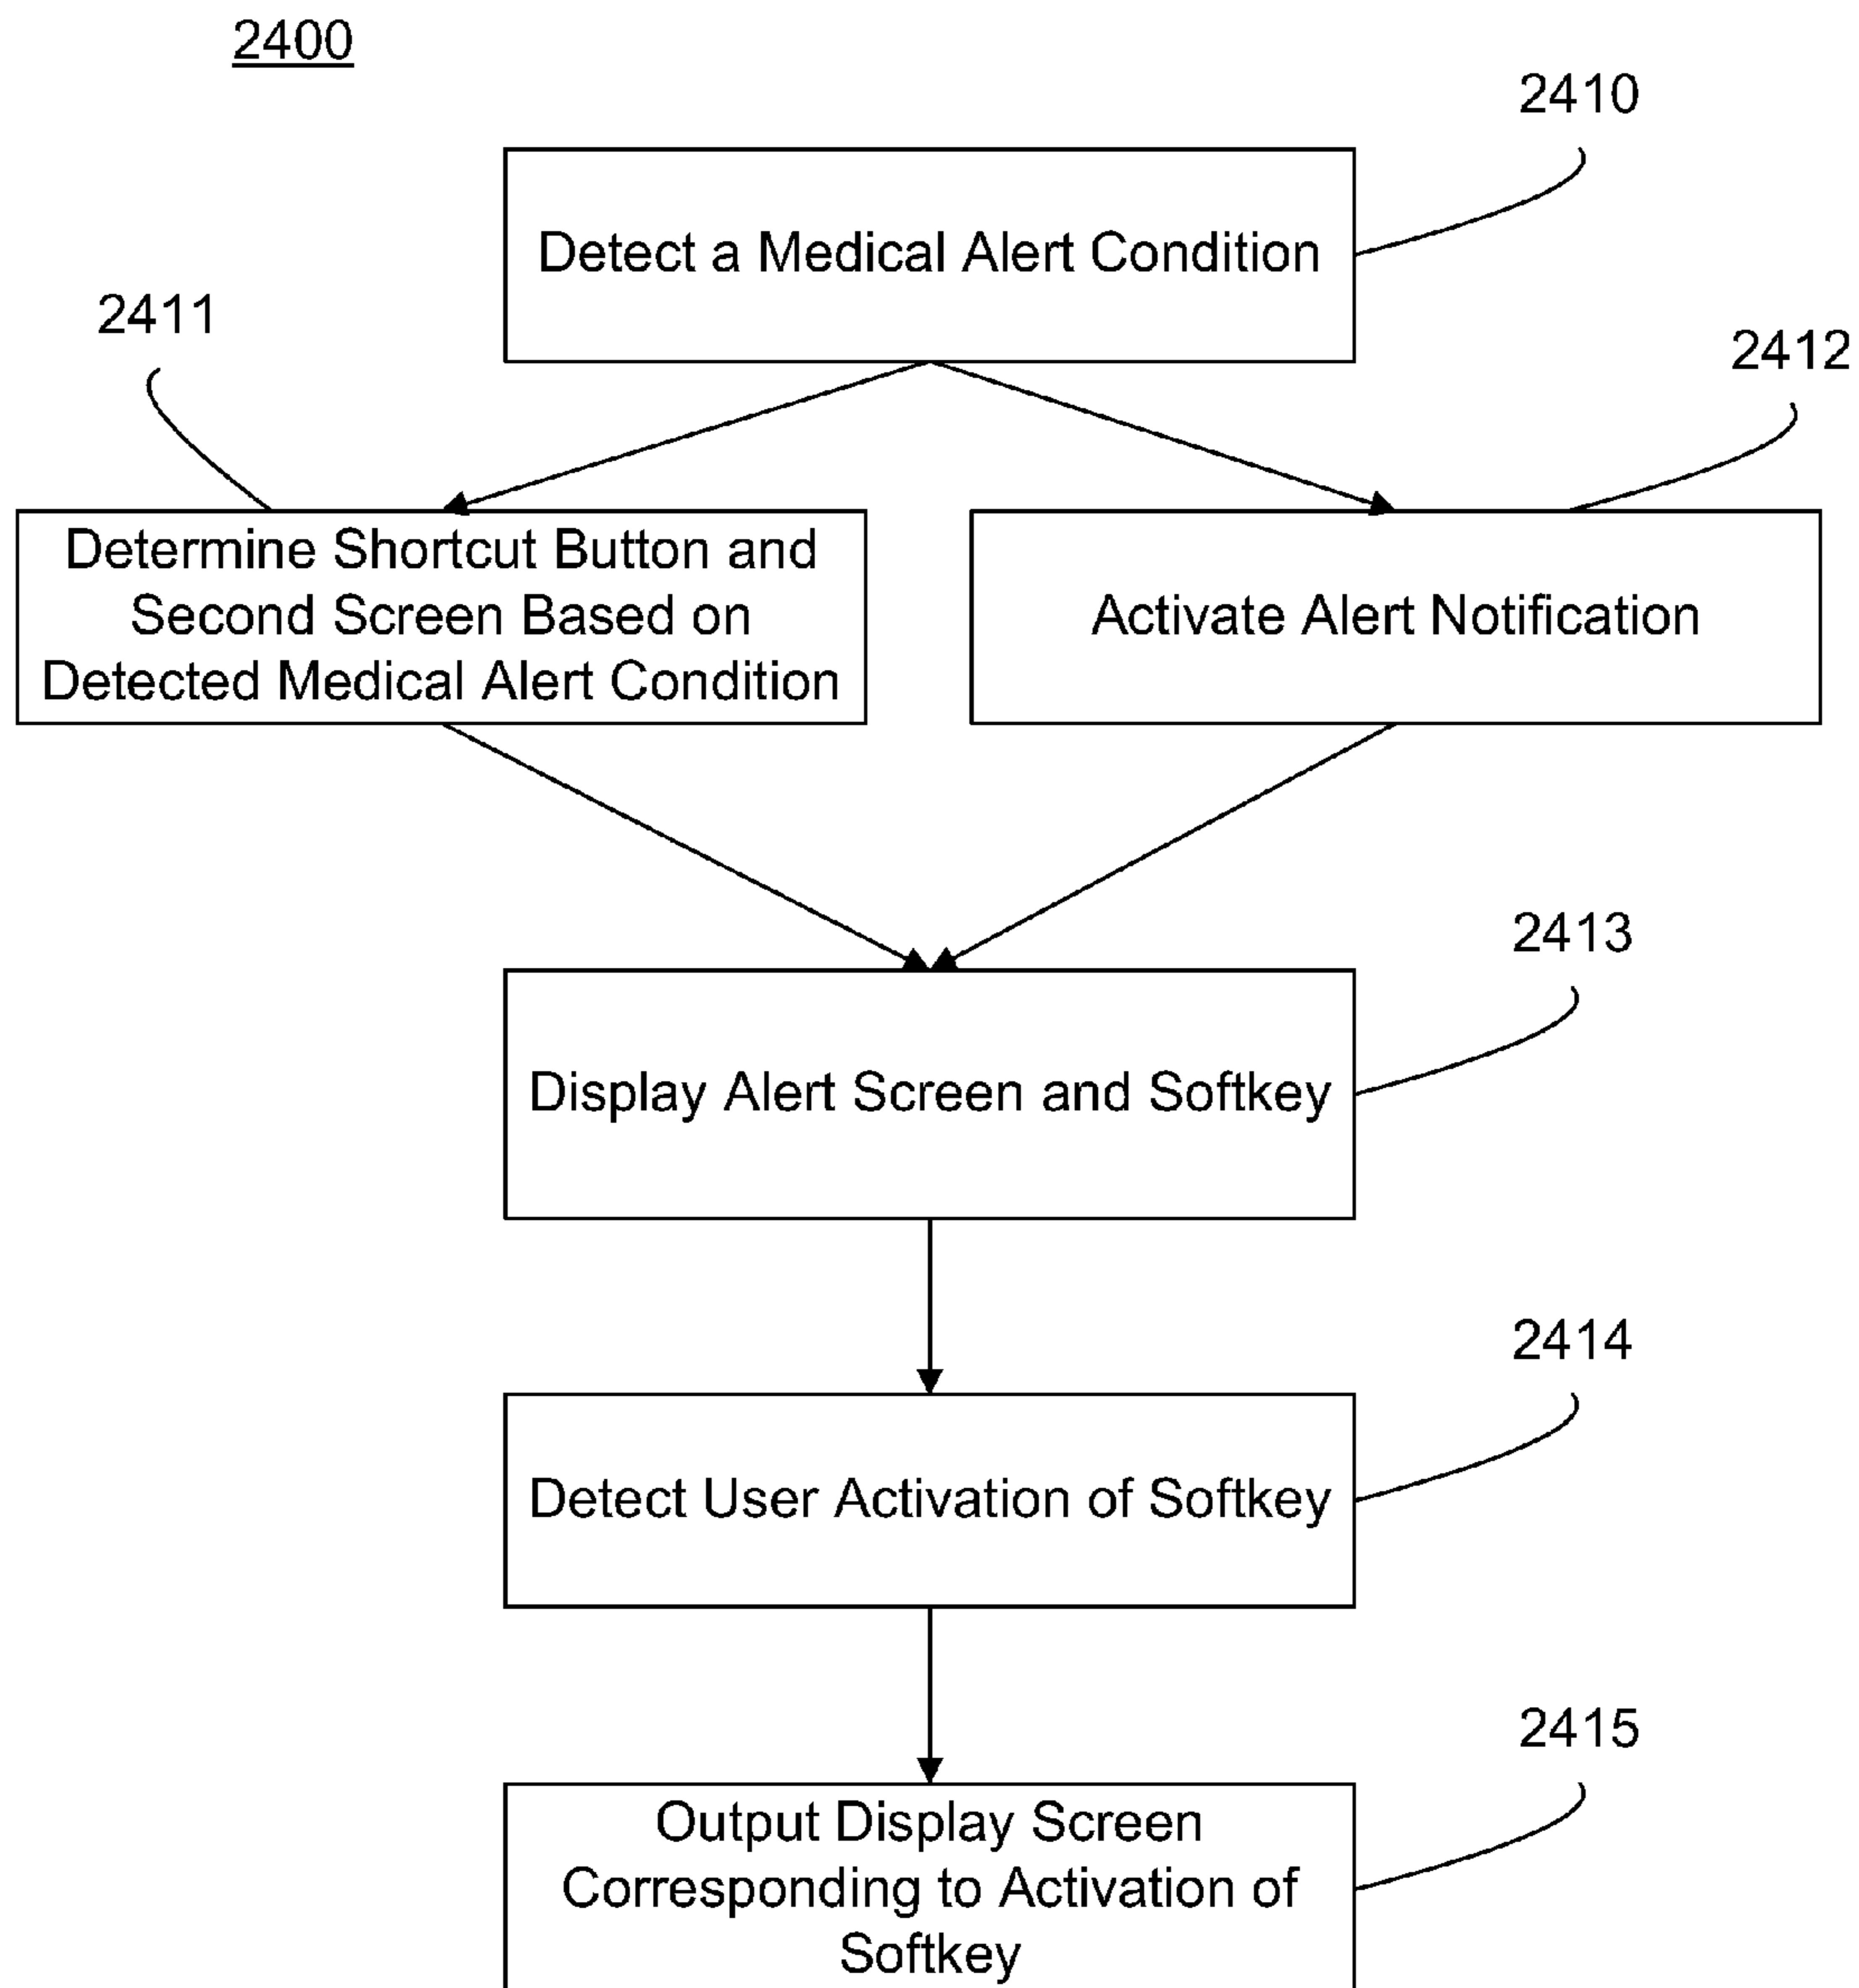 2400
2410
Detect a Medical Alert Condition
2411
2412
Determine Shortcut Button and
Second Screen Based on
Detected Medical Alert Condition
Activate Alert Notification
2413
Display Alert Screen and Softkey
2414
Detect User Activation of Softkey
2415
Output Display Screen
Corresponding to Activation of
Softkey